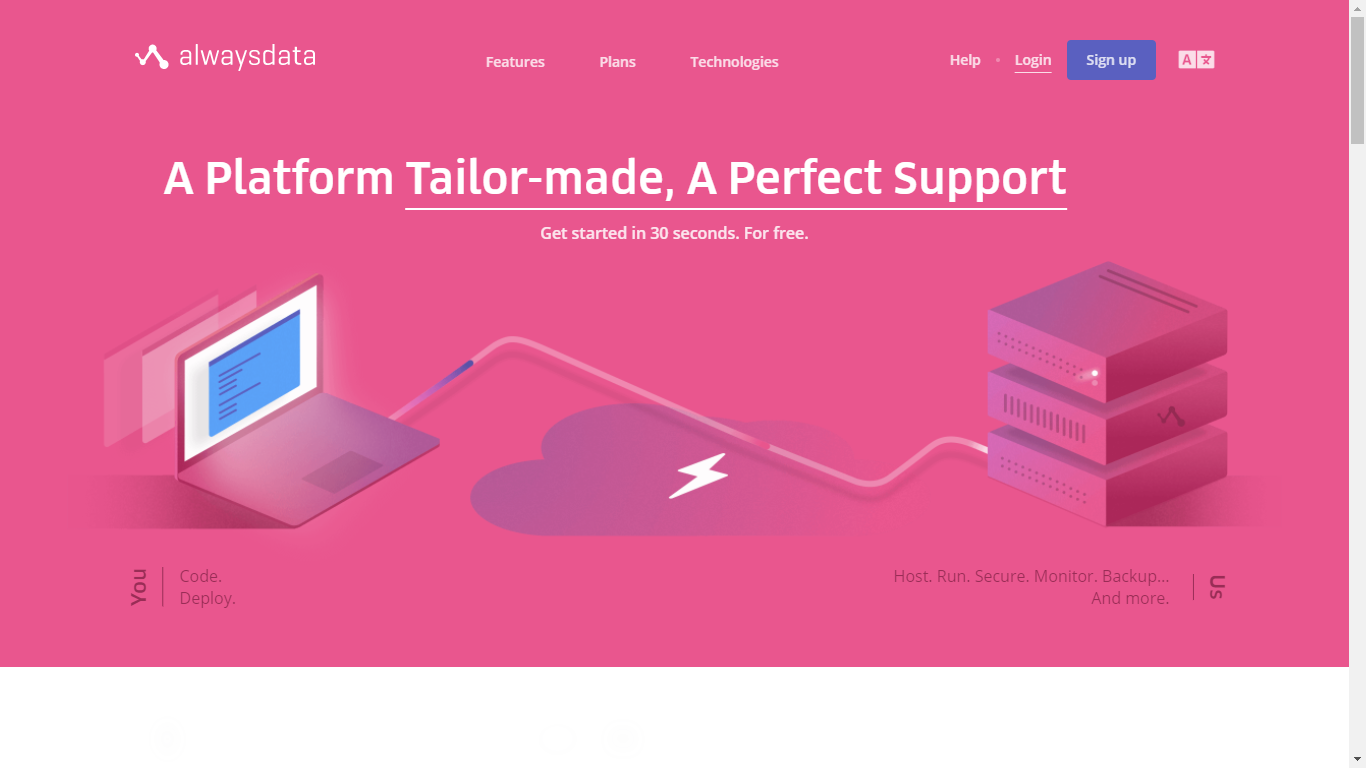 alwaysdata
Features
Plans
Technologies
Help
Login
Sign up
A Platform Tailor-made, A Perfect Support
Get started in 30 seconds. For free.
You
Code.
Deploy.
Host. Run. Secure. Monitor. Backup...
And more.
Us